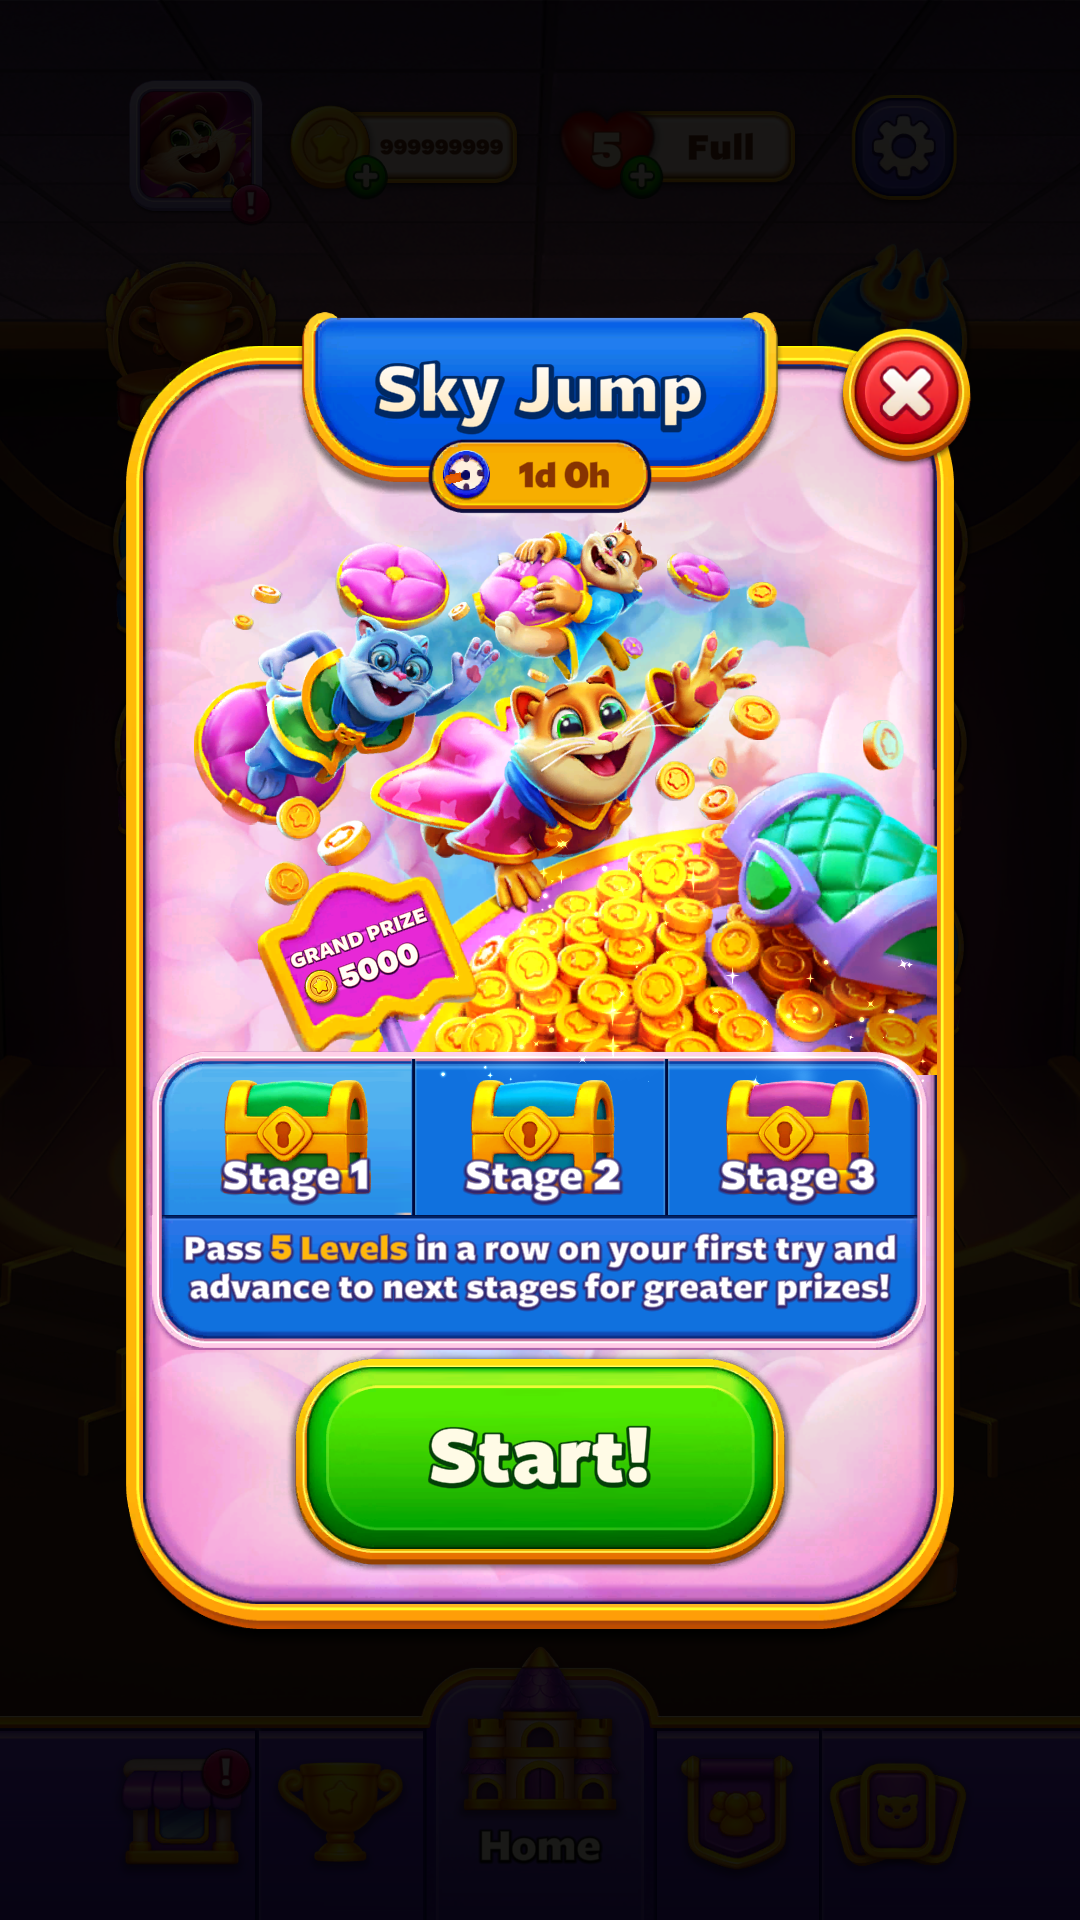 999999999
5
Full
!
Sky Jump
1d 0h
GRAND PRIZE
5000
Stage 1
Stage 2
Stage 3
Pass 5 Levels in a row on your first try and
advance to next stages for greater prizes!
Start!
!
Home